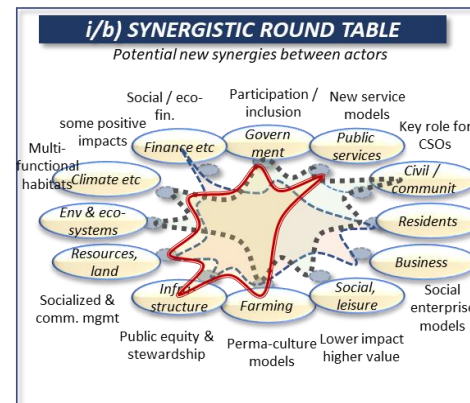 i/b) SYNERGISTIC ROUND TABLE
Potential new synergies between actors
Social / eco-
fin.
Participation /
inclusion
New service
models
some positive
impacts
Key role for
CSOs
Multi-
functional
habitats
Finance etc
Govern
ment
Public
services
Climate etc
Civil /
communit
Env & eco-
systems
Residents
Resources,
land
Business
Infra-
structure
Farming
Social,
leisure
Socialized &
comm. mgmt
Social
enterprise
models
Public equity &
stewardship
Perma-culture
models
Lower impact
higher value